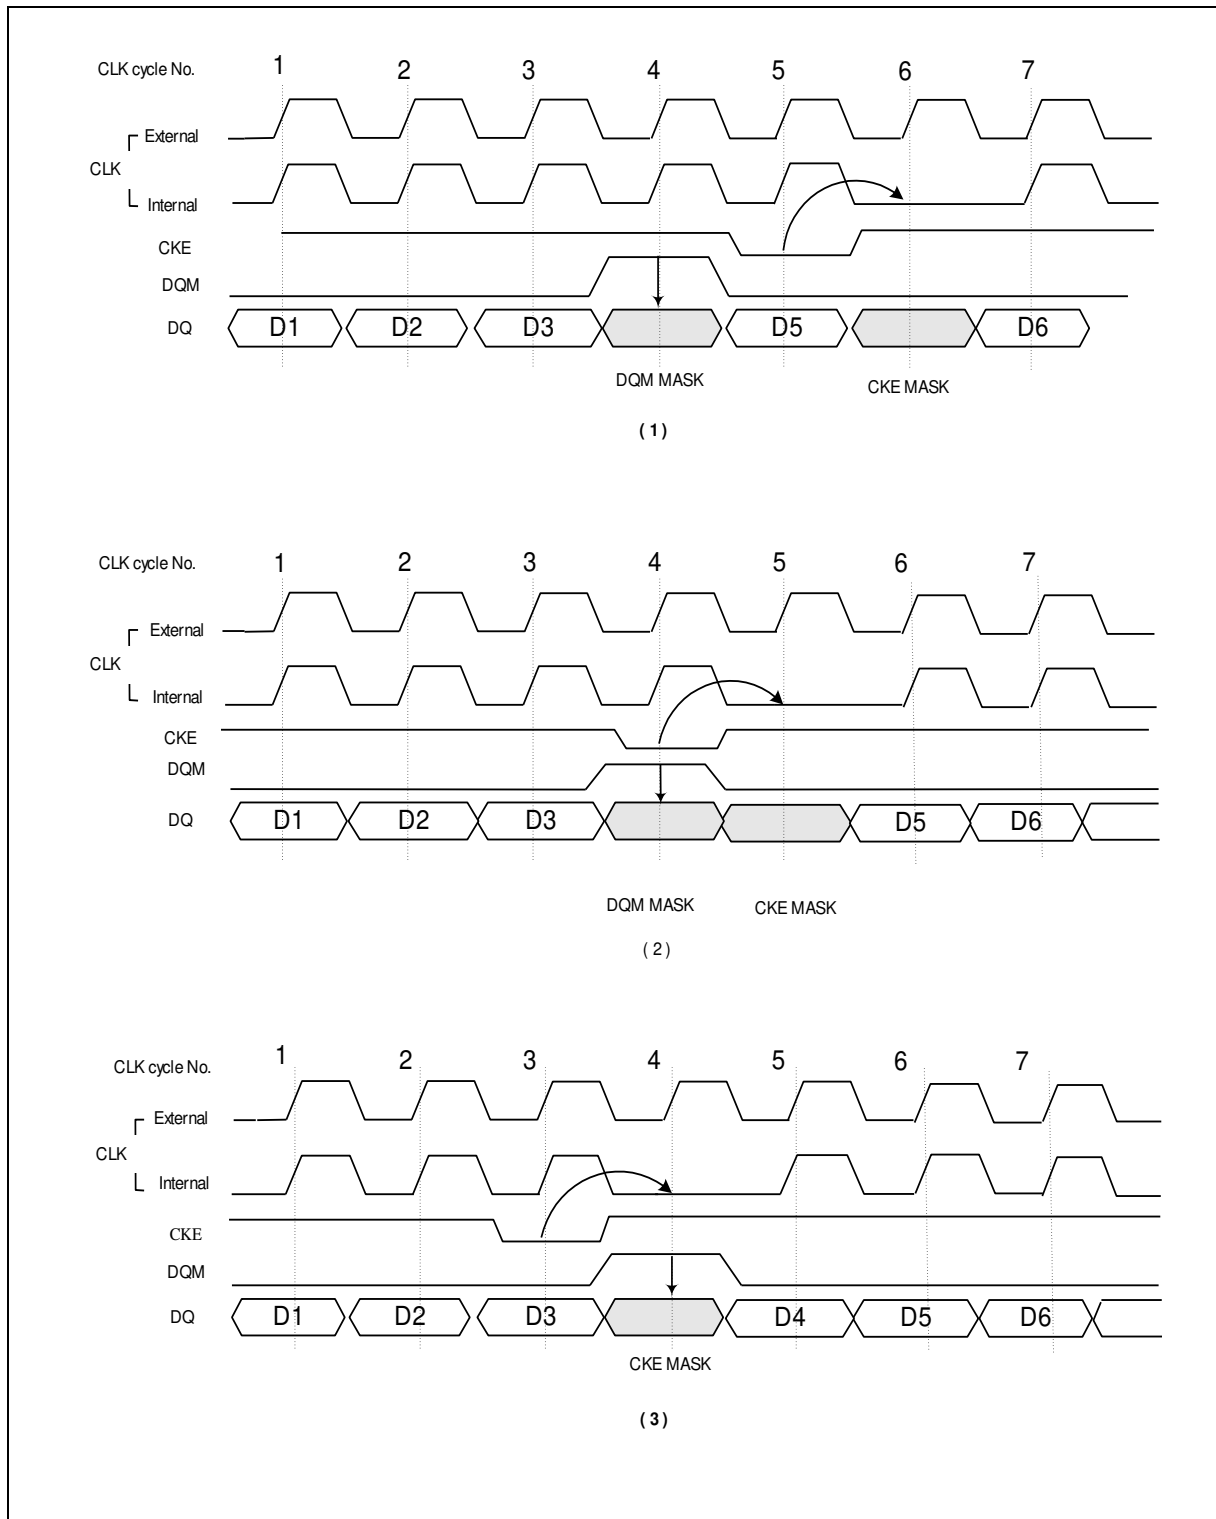 CLK cycle No. 1 2 3 4 5 6 7
External
CLK
Internal
CKE
DQM
DQ D1 D2 D3 D5 D6
DQM MASK CKE MASK
( 1 )
CLK cycle No. 1 2 3 4 5 6 7
External
CLK
Internal
CKE
DQM
DQ D1 D2 D3 D5 D6
DQM MASK CKE MASK
( 2 )
CLK cycle No. 1 2 3 4 5 6 7
External
CLK
Internal
CKE
DQM
DQ D1 D2 D3 D4 D5 D6
CKE MASK
( 3 )